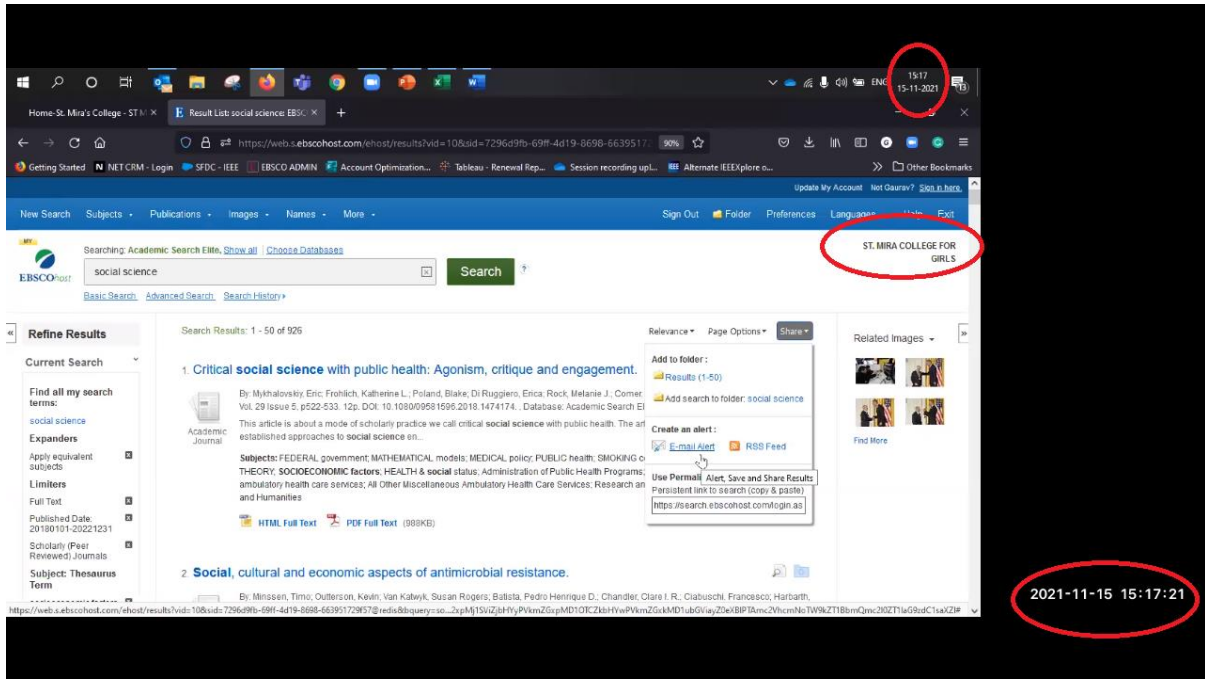 15:17
ENG
15-11-2021
13
Home-St. Mira's College - ST M
Result List: social science: EBSC
https://web.s.ebscohost.com/ehost/results?vid=10&sid=7296d9fb-69ff-4d19-8698-66395172
90%
Getting Started NET CRM - Login SFDC - IEEE EBSCO ADMIN Account Optimization... Tableau - Renewal Rep... Session recording upl... Alternate IEEEXplore o... Other Bookmarks
Update My Account Not Gaurav? Sign in here.
New Search Subjects Publications Images Names More Sign Out Folder Preferences Languages Help Exit
EBSCOhost
Searching: Academic Search Elite, Show all | Choose Databases
social science
Search
Basic Search Advanced Search Search History
ST. MIRA COLLEGE FOR
GIRLS
Refine Results
Current Search
Find all my search
terms:
social science
Expanders
Apply equivalent
subjects
Limiters
Full Text
Published Date:
20180101-20221231
Scholarly (Peer
Reviewed) Journals
Subject: Thesaurus
Term
Search Results: 1 - 50 of 926
Relevance Page Options Share
1. Critical social science with public health: Agonism, critique and engagement.
Academic
Journal
By: Mykhalovskiy, Eric; Frohlich, Katherine L.; Poland, Blake; Di Ruggiero, Erica; Rock, Melanie J.; Comer,
Vol. 29 Issue 5, p522-533. 12p. DOI: 10.1080/09581596.2018.1474174. , Database: Academic Search El
This article is about a mode of scholarly practice we call critical social science with public health. The art
established approaches to social science en...
Subjects: FEDERAL government; MATHEMATICAL models; MEDICAL policy; PUBLIC health; SMOKING
THEORY; SOCIOECONOMIC factors; HEALTH & social status; Administration of Public Health Programs;
ambulatory health care services; All Other Miscellaneous Ambulatory Health Care Services; Research an
and Humanities
HTML Full Text PDF Full Text (988KB)
2. Social, cultural and economic aspects of antimicrobial resistance.
By: Minssen, Timo; Outterson, Kevin; Van Katwyk, Susan Rogers; Batista, Pedro Henrique D.; Chandler, Clare I. R.; Ciabuschi, Francesco; Harbarth,
Add to folder:
Results (1-50)
Add search to folder: social science
Create an alert:
E-mail Alert RSS Feed
Use Permali
Alert, Save and Share Results
Persistent link to search (copy & paste)
https://search.ebscohost.com/login.as
Related Images
Find More
2021-11-15 15:17:21